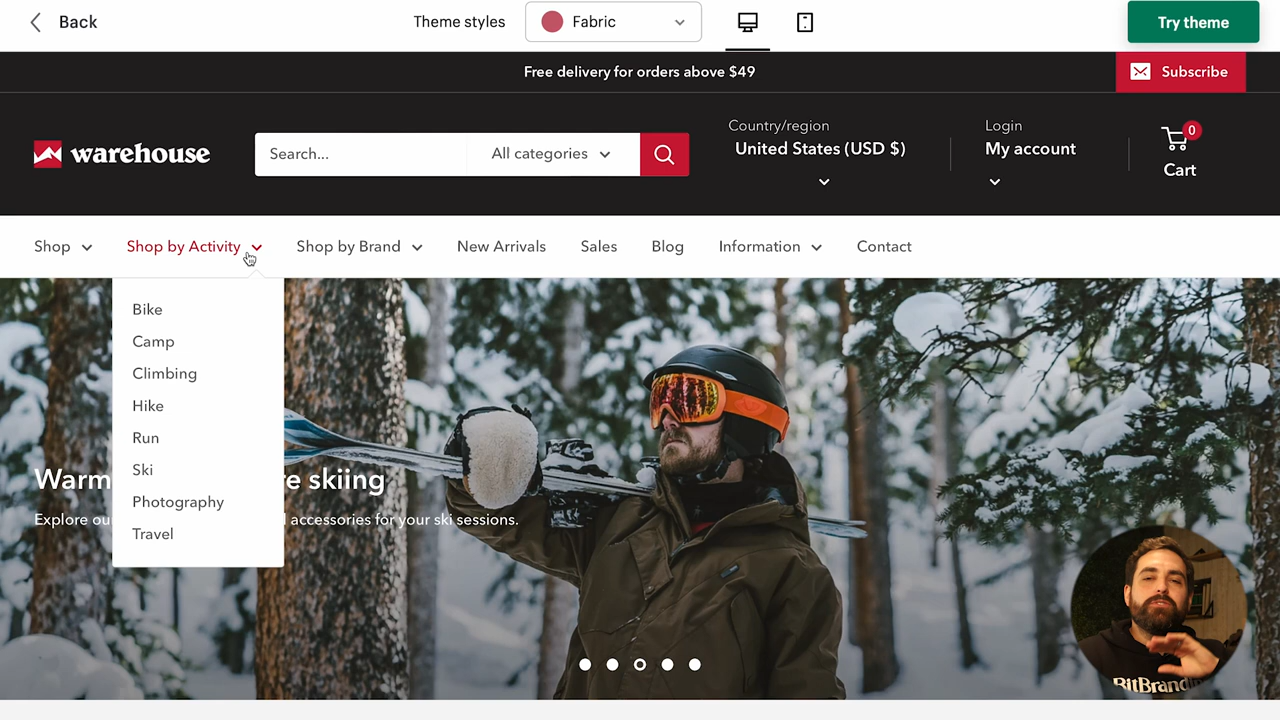 Back
Theme styles
Fabric
Try theme
Free delivery for orders above $49
Subscribe
warehouse
Search...
All categories
Country/region
United States (USD $)
Login
My account
0
Cart
Shop
Shop by Activity
Shop by Brand
New Arrivals
Sales
Blog
Information
Contact
Bike
Camp
Climbing
Hike
Run
Ski
Photography
Travel
Warm re skiing
Explore ou accessories for your ski sessions.
BitBrandin